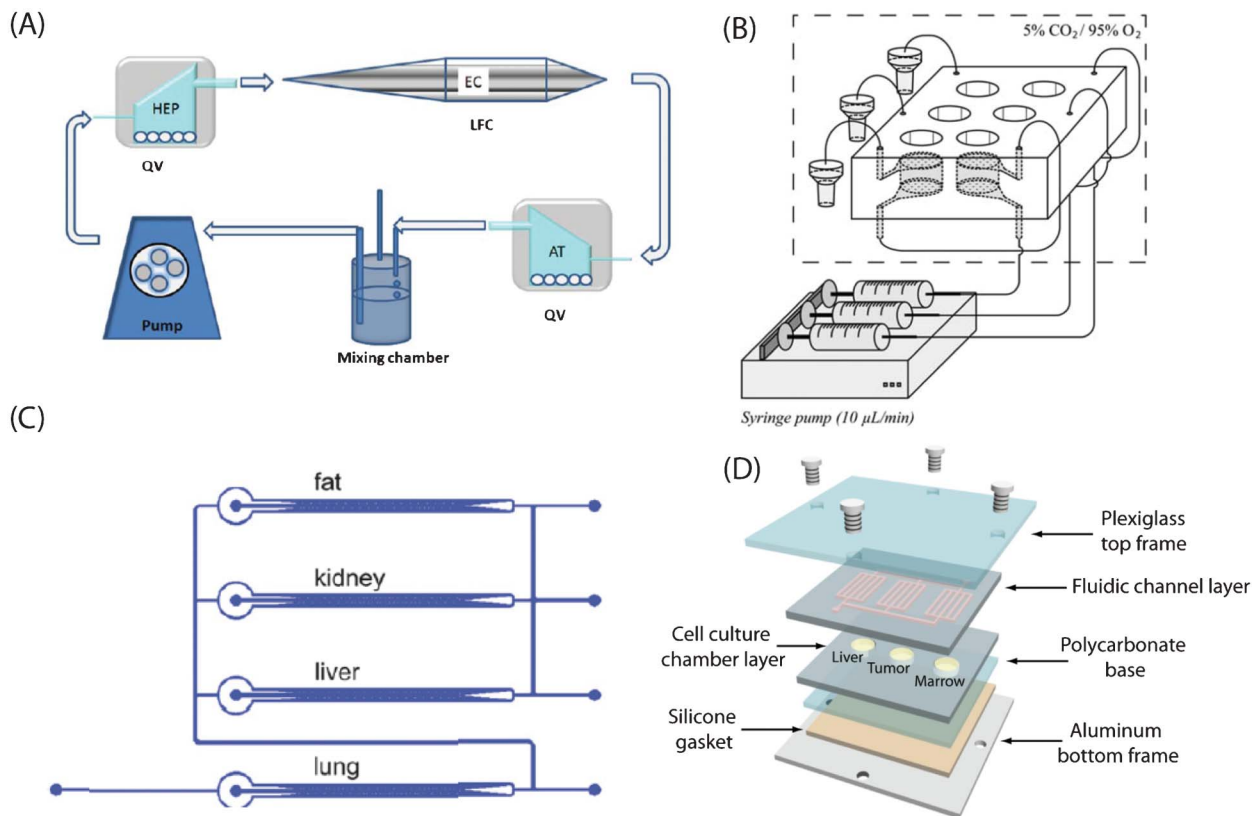 (A)
HEP
QV
EC
LFC
AT
QV
Pump
Mixing chamber
(B)
5% CO₂ / 95% O₂
Syringe pump (10 µL/min)
(C)
fat
kidney
liver
lung
(D)
Plexiglass
top frame
Fluidic channel layer
Cell culture
chamber layer
Liver
Tumor
Marrow
Polycarbonate
base
Silicone
gasket
Aluminum
bottom frame